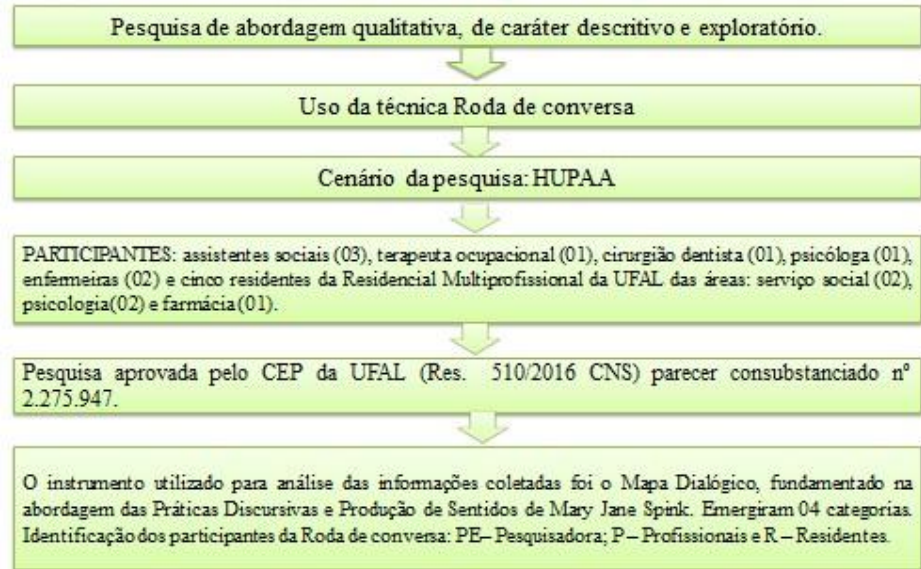 Pesquisa de abordagem qualitativa, de caráter descritivo e exploratório.
Uso da técnica Roda de conversa
Cenário da pesquisa: HUPAA
PARTICIPANTES: assistentes sociais (03), terapeuta ocupacional (01), cirurgião dentista (01), psicóloga (01),
enfermeiras (02) e cinco residentes da Residencial Multiprofissional da UFAL das áreas: serviço social (02),
psicologia(02) e farmácia (01).
Pesquisa aprovada pelo CEP da UFAL (Res. 510/2016 CNS) parecer consubstanciado nº
2.275.947.
O instrumento utilizado para análise das informações coletadas foi o Mapa Dialógico, fundamentado na
abordagem das Práticas Discursivas e Produção de Sentidos de Mary Jane Spink. Emergiram 04 categorias.
Identificação dos participantes da Roda de conversa: PE– Pesquisadora; P – Profissionais e R – Residentes.